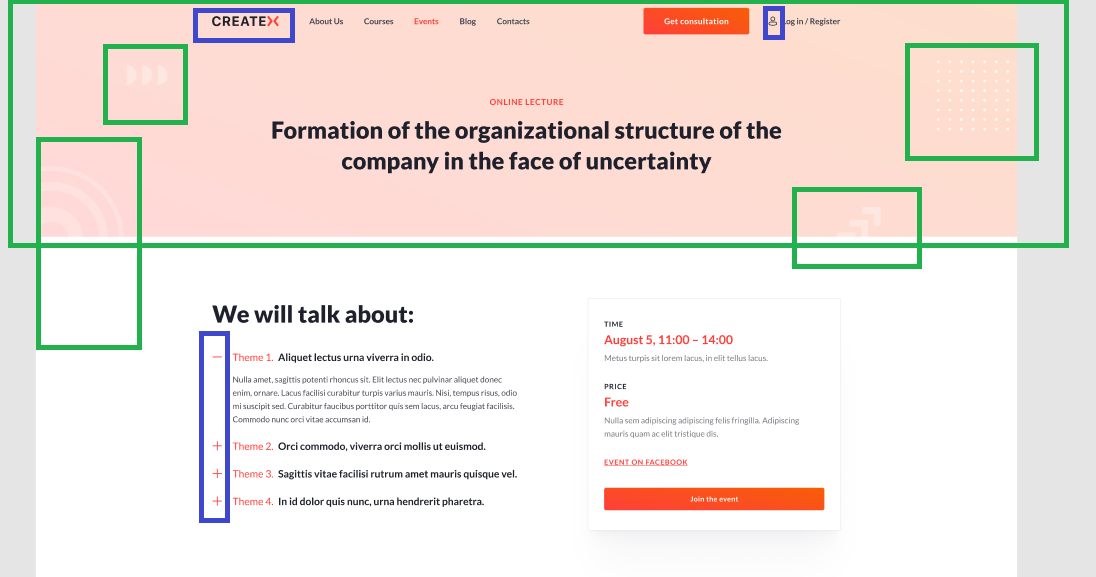 CREATEX
About Us Courses Events Blog Contacts
Get consultation
Log in / Register
ONLINE LECTURE
Formation of the organizational structure of the
company in the face of uncertainty
We will talk about:
Theme 1. Aliquet lectus urna viverra in odio.
Nulla amet, sagittis potenti rhoncus sit. Elit lectus nec pulvinar aliquet donec
enim, ornare. Lacus facilisi curabitur turpis varius mauris. Nisi, tempus risus, odio
mi suscipit sed. Curabitur faucibus porttitor quis sem lacus, arcu feugiat facilisis.
Commodo nunc orci vitae accumsan id.
Theme 2. Orci commodo, viverra orci mollis ut euismod.
Theme 3. Sagittis vitae facilisi rutrum amet mauris quisque vel.
Theme 4. In id dolor quis nunc, urna hendrerit pharetra.
TIME
August 5, 11:00 – 14:00
Metus turpis sit lorem lacus, in elit tellus lacus.
PRICE
Free
Nulla sem adipiscing adipiscing felis fringilla. Adipiscing
mauris quam ac elit tristique dis.
EVENT ON FACEBOOK
Join the event